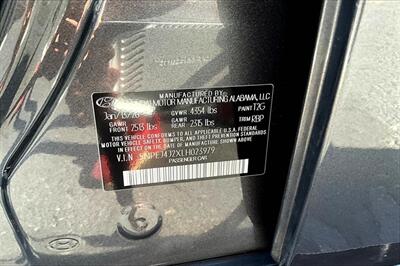 MANUFACTURED BY
MOTOR MANUFACTURING ALABAMA, LLC
GVWR 4354 lbs PAINT T2G
GAWR FRONT 2513 lbs GAWR REAR 2315 lbs TRIM RBP
THIS VEHICLE CONFORMS TO ALL APPLICABLE U.S.A. FEDERAL
MOTOR VEHICLE SAFETY, BUMPER, AND THEFT PREVENTION STANDARDS
IN EFFECT ON THE DATE OF MANUFACTURE SHOWN ABOVE.
V.I.N
PASSENGER CAR